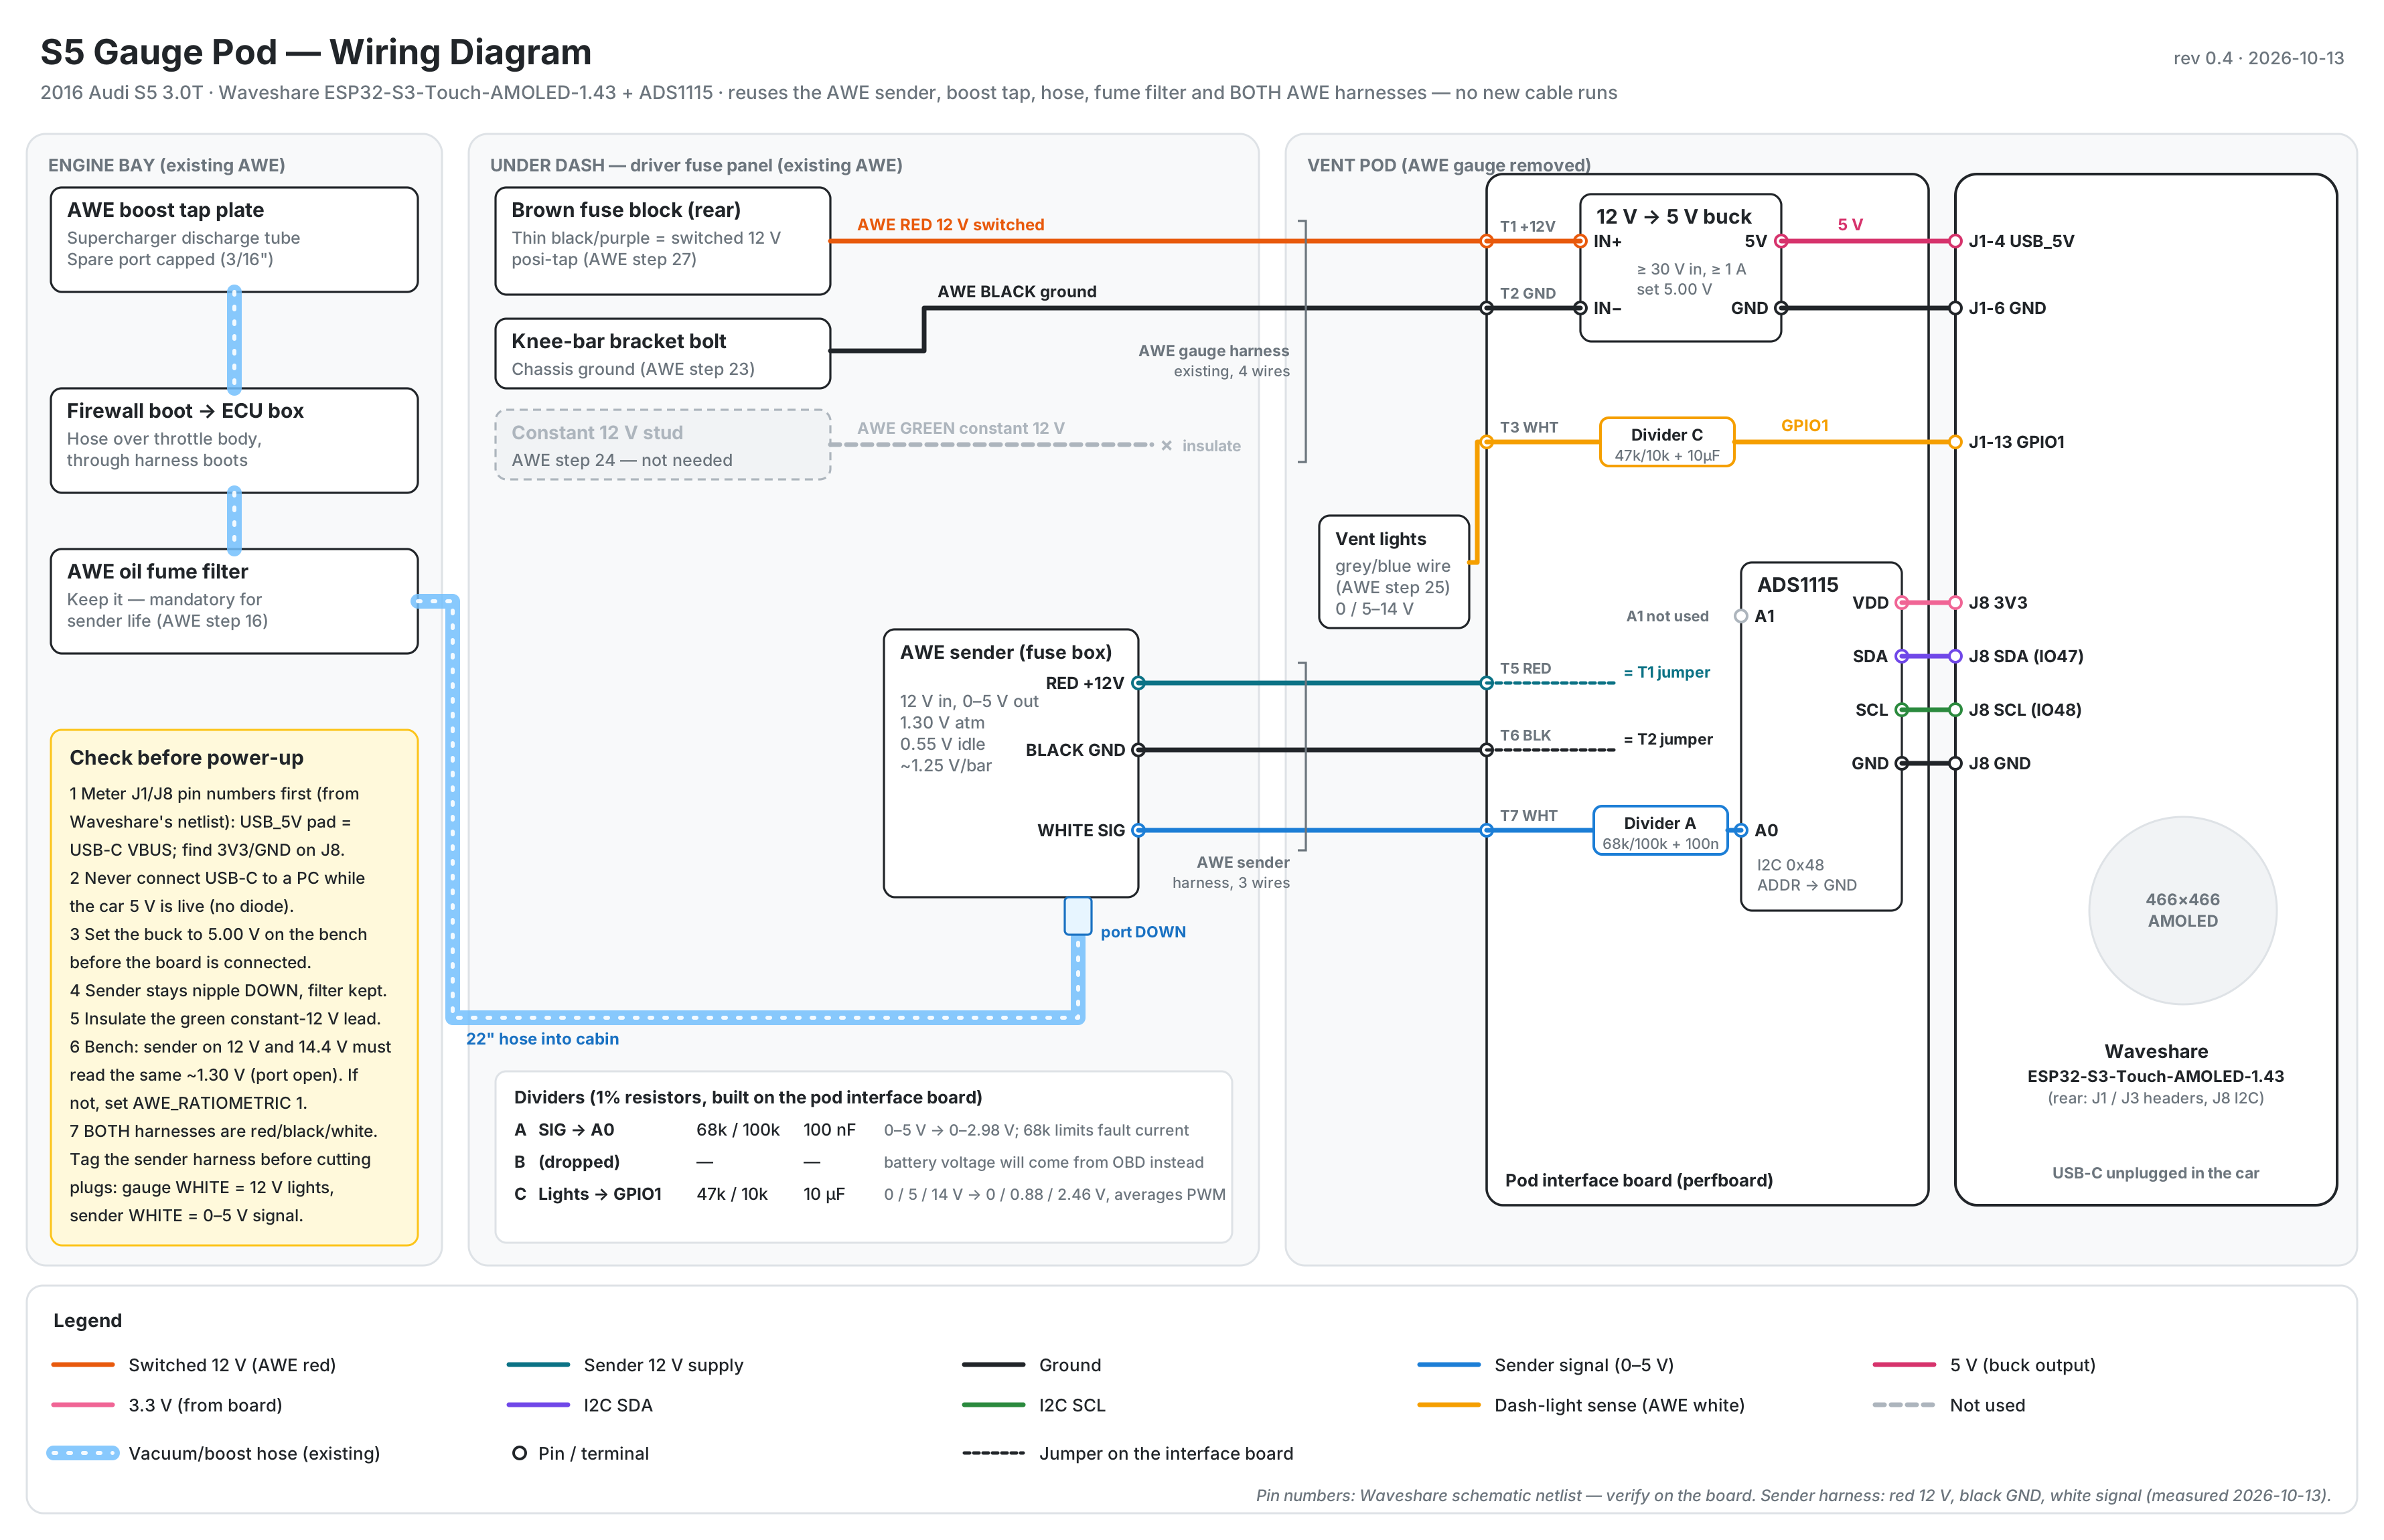 S5 Gauge Pod — Wiring Diagram
rev 0.4 · 2026-10-13
2016 Audi S5 3.0T · Waveshare ESP32-S3-Touch-AMOLED-1.43 + ADS1115 · reuses the AWE sender, boost tap, hose, fume filter and BOTH AWE harnesses — no new cable runs
ENGINE BAY (existing AWE)
AWE boost tap plate
Supercharger discharge tube
Spare port capped (3/16")
Firewall boot → ECU box
Hose over throttle body,
through harness boots
AWE oil fume filter
Keep it — mandatory for
sender life (AWE step 16)
Check before power-up
1 Meter J1/J8 pin numbers first (from
Waveshare's netlist): USB_5V pad =
USB-C VBUS; find 3V3/GND on J8.
2 Never connect USB-C to a PC while
the car 5 V is live (no diode).
3 Set the buck to 5.00 V on the bench
before the board is connected.
4 Sender stays nipple DOWN, filter kept.
5 Insulate the green constant-12 V lead.
6 Bench: sender on 12 V and 14.4 V must
read the same ~1.30 V (port open). If
not, set AWE_RATIOMETRIC 1.
7 BOTH harnesses are red/black/white.
Tag the sender harness before cutting
plugs: gauge WHITE = 12 V lights,
sender WHITE = 0–5 V signal.
UNDER DASH — driver fuse panel (existing AWE)
Brown fuse block (rear)
Thin black/purple = switched 12 V
posi-tap (AWE step 27)
AWE RED 12 V switched
AWE BLACK ground
Knee-bar bracket bolt
Chassis ground (AWE step 23)
AWE gauge harness
existing, 4 wires
Constant 12 V stud
AWE step 24 — not needed
AWE GREEN constant 12 V
× insulate
AWE sender (fuse box)
RED +12V
12 V in, 0–5 V out
1.30 V atm
0.55 V idle
~1.25 V/bar
BLACK GND
WHITE SIG
AWE sender
harness, 3 wires
port DOWN
22" hose into cabin
Dividers (1% resistors, built on the pod interface board)
A SIG → A0 68k / 100k 100 nF 0–5 V → 0–2.98 V; 68k limits fault current
B (dropped) — — battery voltage will come from OBD instead
C Lights → GPIO1 47k / 10k 10 µF 0 / 5 / 14 V → 0 / 0.88 / 2.46 V, averages PWM
VENT POD (AWE gauge removed)
T1 +12V
12 V → 5 V buck
IN+
5V
≥ 30 V in, ≥ 1 A
set 5.00 V
T2 GND
IN−
GND
5 V
J1-4 USB_5V
J1-6 GND
T3 WHT
Divider C
47k/10k + 10µF
GPIO1
J1-13 GPIO1
Vent lights
grey/blue wire
(AWE step 25)
0 / 5–14 V
ADS1115
VDD
A1 not used
A1
SDA
SCL
GND
A0
I2C 0x48
ADDR → GND
J8 3V3
J8 SDA (IO47)
J8 SCL (IO48)
J8 GND
T5 RED
= T1 jumper
T6 BLK
= T2 jumper
T7 WHT
Divider A
68k/100k + 100n
466×466
AMOLED
Waveshare
ESP32-S3-Touch-AMOLED-1.43
(rear: J1 / J3 headers, J8 I2C)
USB-C unplugged in the car
Pod interface board (perfboard)
Legend
Switched 12 V (AWE red)
Sender 12 V supply
Ground
Sender signal (0–5 V)
5 V (buck output)
3.3 V (from board)
I2C SDA
I2C SCL
Dash-light sense (AWE white)
Not used
Vacuum/boost hose (existing)
Pin / terminal
Jumper on the interface board
Pin numbers: Waveshare schematic netlist — verify on the board. Sender harness: red 12 V, black GND, white signal (measured 2026-10-13).